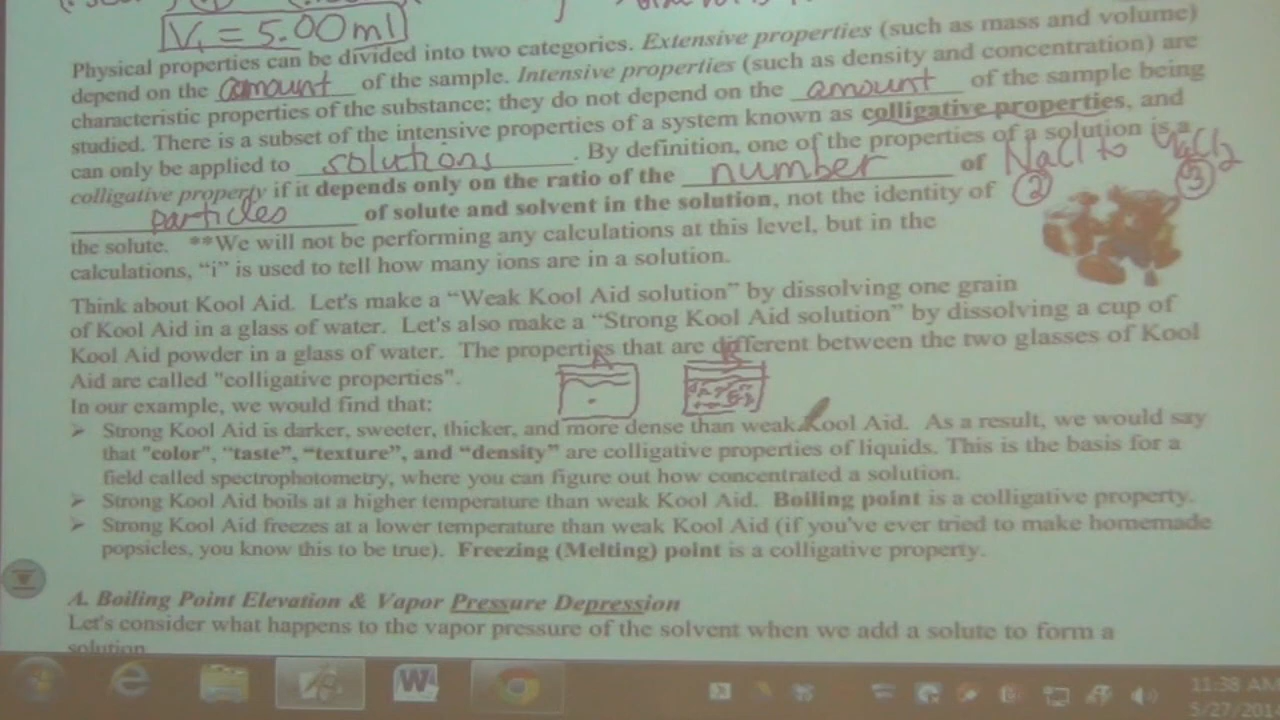 V₁ = 5.00 ml
Physical properties can be divided into two categories. Extensive properties (such as mass and volume)
depend on the amount of the sample. Intensive properties (such as density and concentration) are
characteristic properties of the substance; they do not depend on the amount of the sample being
studied. There is a subset of the intensive properties of a system known as colligative properties, and
can only be applied to solutions. By definition, one of the properties of a solution is a
colligative property if it depends only on the ratio of the number of NaCl to
particles of solute and solvent in the solution, not the identity of ② ③
the solute. **We will not be performing any calculations at this level, but in the
calculations, “i” is used to tell how many ions are in a solution.
Think about Kool Aid. Let's make a “Weak Kool Aid solution” by dissolving one grain
of Kool Aid in a glass of water. Let's also make a “Strong Kool Aid solution” by dissolving a cup of
Kool Aid powder in a glass of water. The properties that are different between the two glasses of Kool
Aid are called "colligative properties". A B
In our example, we would find that:
➢ Strong Kool Aid is darker, sweeter, thicker, and more dense than weak Kool Aid. As a result, we would say
that "color", “taste”, “texture”, and “density” are colligative properties of liquids. This is the basis for a
field called spectrophotometry, where you can figure out how concentrated a solution.
➢ Strong Kool Aid boils at a higher temperature than weak Kool Aid. Boiling point is a colligative property.
➢ Strong Kool Aid freezes at a lower temperature than weak Kool Aid (if you've ever tried to make homemade
popsicles, you know this to be true). Freezing (Melting) point is a colligative property.
A. Boiling Point Elevation & Vapor Pressure Depression
Let's consider what happens to the vapor pressure of the solvent when we add a solute to form a
solution
11:38 AM